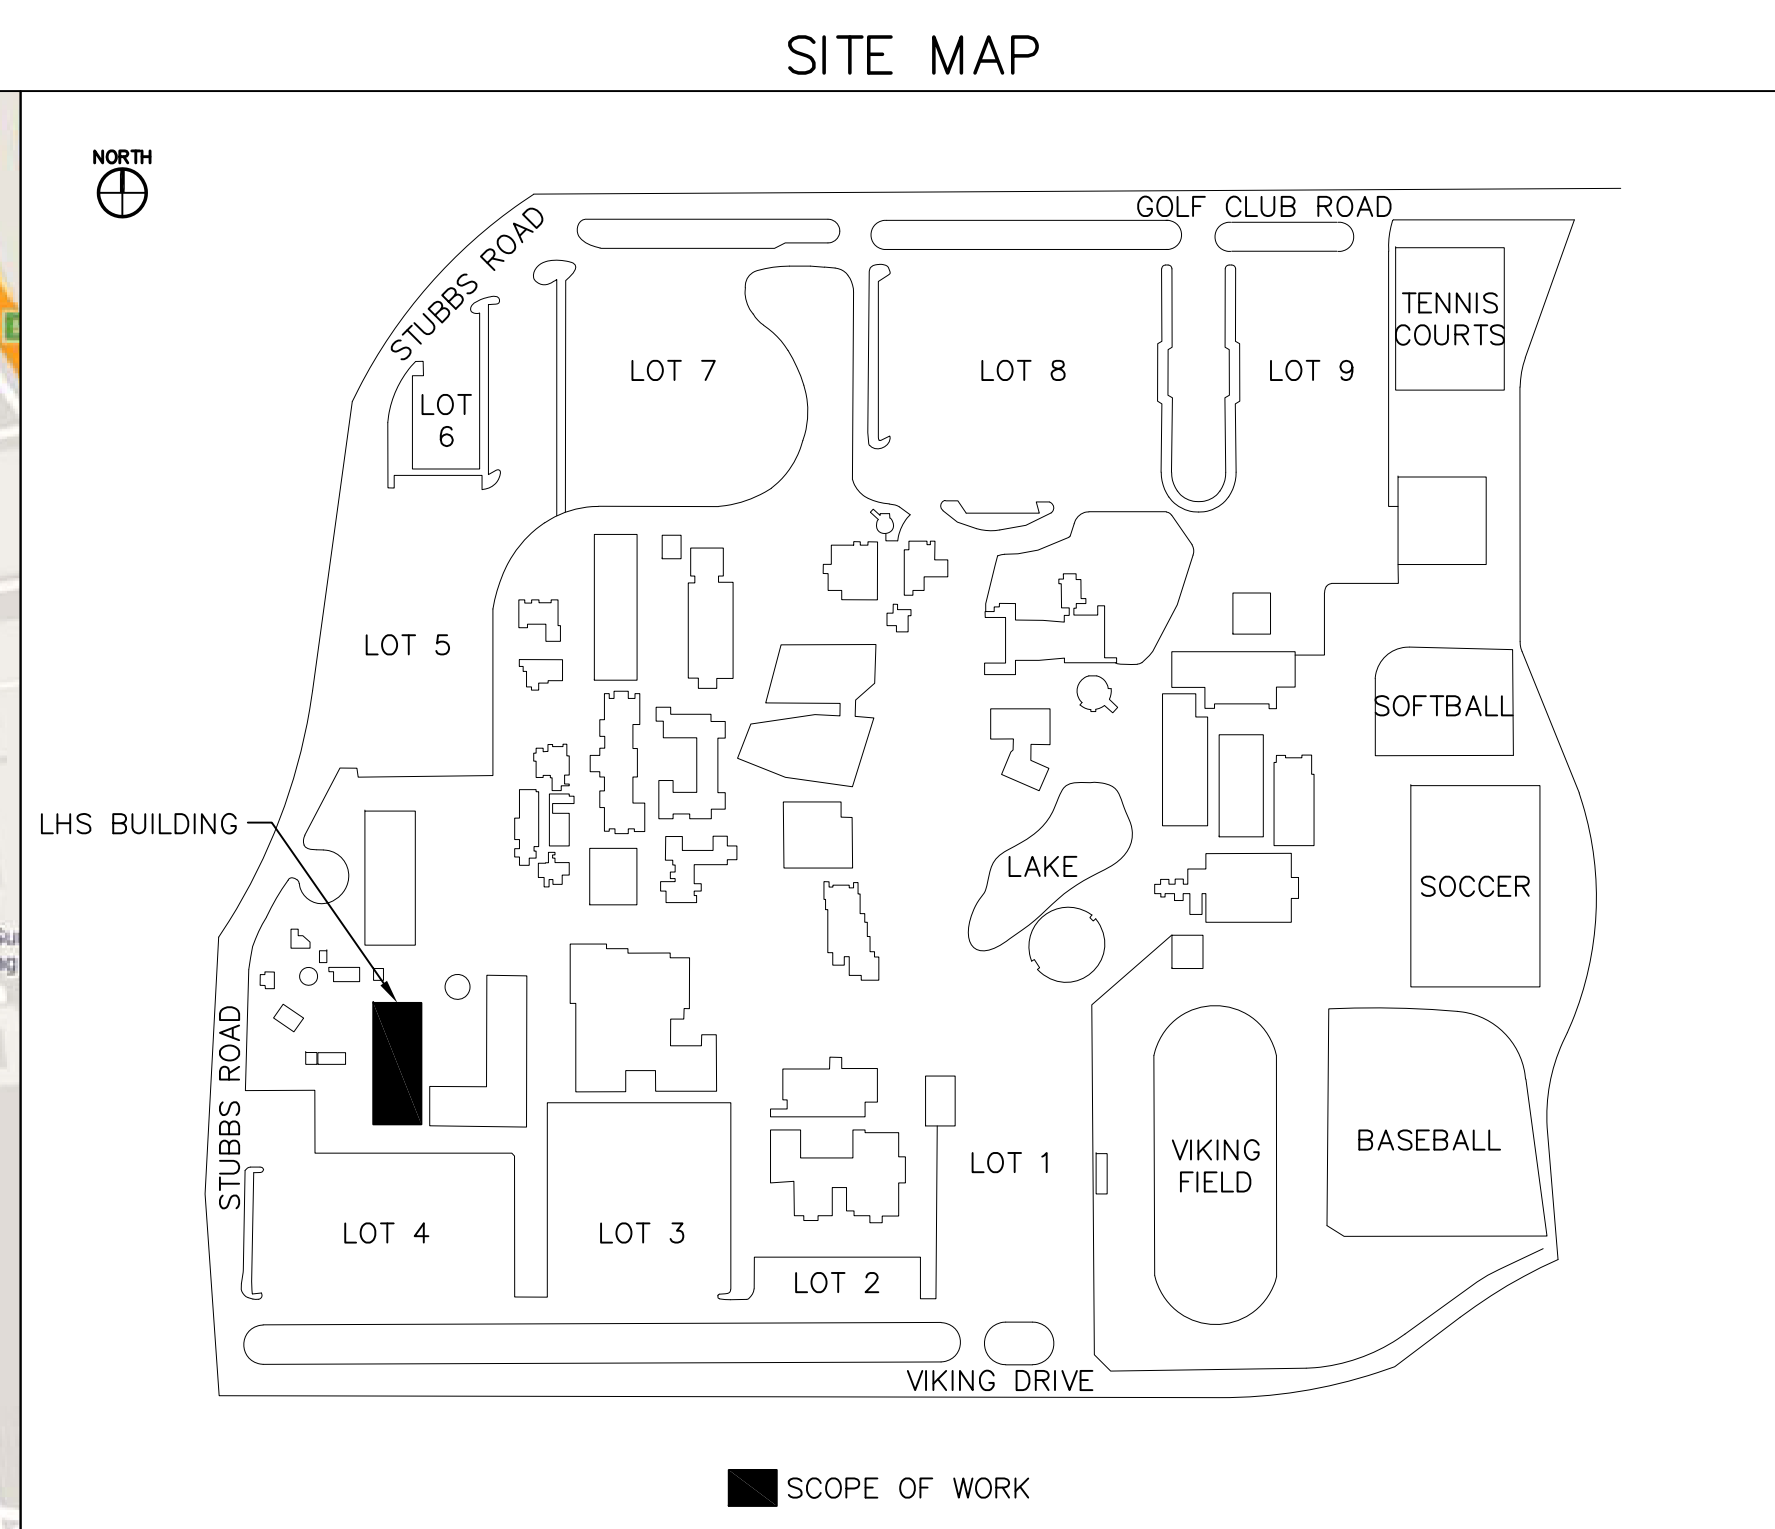 SITE MAP
NORTH
GOLF CLUB ROAD
STUBBS ROAD
TENNIS
COURTS
LOT 7
LOT 8
LOT 9
LOT
6
LOT 5
SOFTBALL
LHS BUILDING
LAKE
SOCCER
STUBBS ROAD
BASEBALL
VIKING
FIELD
LOT 1
LOT 4
LOT 3
LOT 2
VIKING DRIVE
SCOPE OF WORK